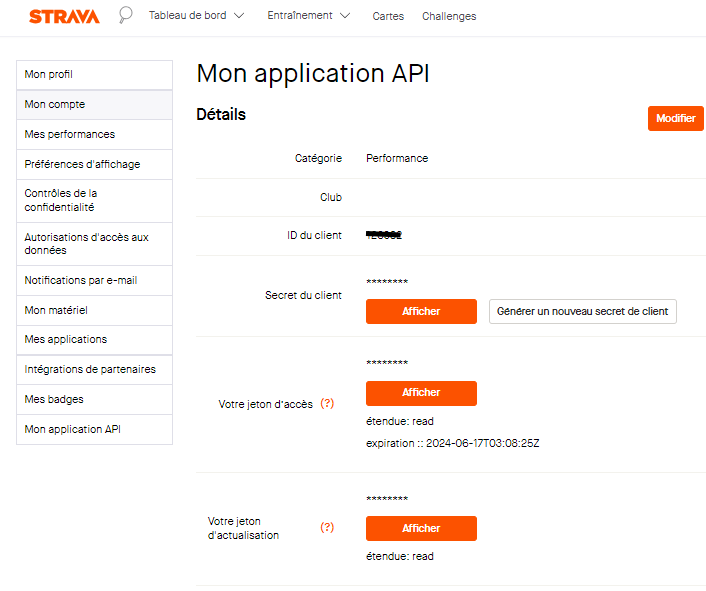 STRAVA Tableau de bord Entraînement Cartes Challenges
Mon profil
Mon compte
Mes performances
Préférences d'affichage
Contrôles de la
confidentialité
Autorisations d'accès aux
données
Notifications par e-mail
Mon matériel
Mes applications
Intégrations de partenaires
Mes badges
Mon application API
Mon application API
Détails
Modifier
Catégorie Performance
Club
ID du client
Secret du client
********
Afficher Générer un nouveau secret de client
Votre jeton d'accès (?)
********
Afficher
étendue: read
expiration :: 2024-06-17T03:08:25Z
Votre jeton
d'actualisation (?)
********
Afficher
étendue: read